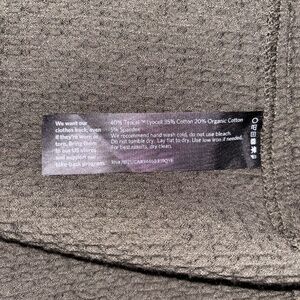 We want our
clothes back, even
if they're worn or
torn. Bring them
to our US stores
and support our
take-back program.
40% Tencel™ Lyocell 35% Cotton 20% Organic Cotton
5% Spandex
We recommend hand wash cold, do not use bleach.
Do not tumble dry. Lay flat to dry. Use low iron if needed.
For best results, dry clean.